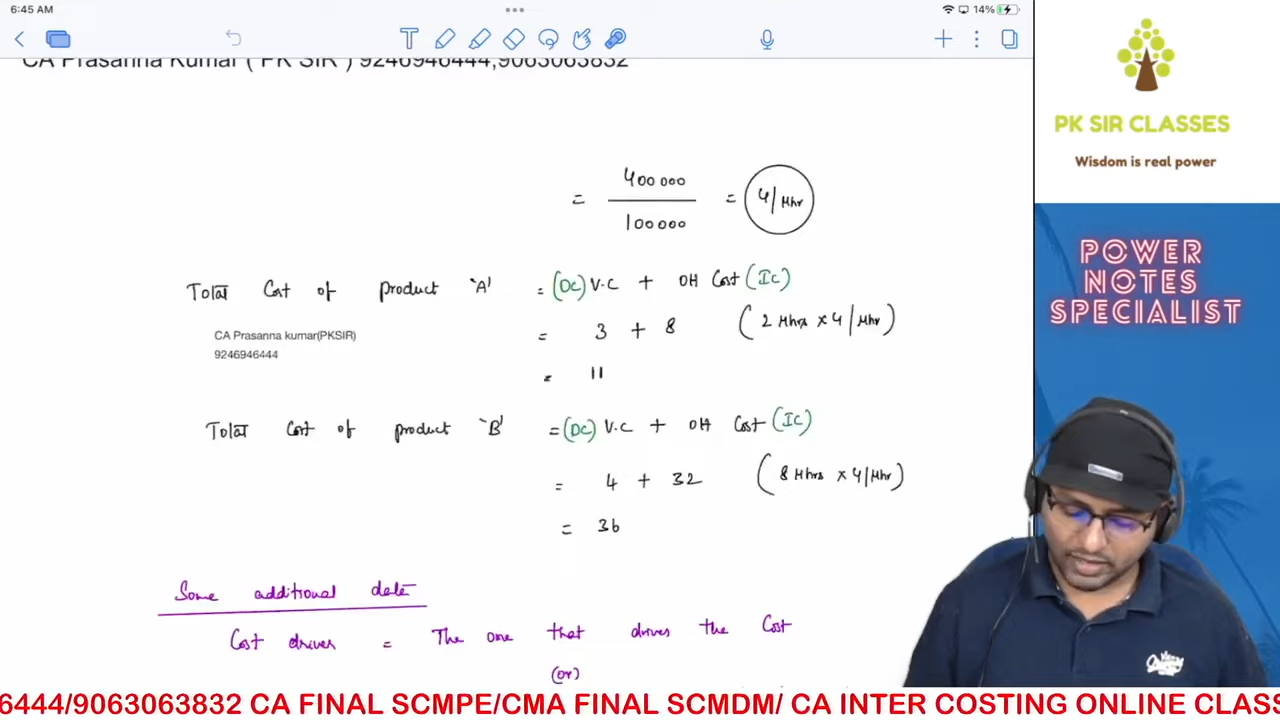 6:45 AM
14%
CA Prasanna Kumar ( PK SIR ) 9246946444,9063063832
= 400 000 / 100 000 = 4/Mhr
Total Cost of product 'A' = (DC) V.C + OH Cost (IC)
= 3 + 8 (2 Mhrs x 4/Mhr)
CA Prasanna kumar(PKSIR)
9246946444
= 11
Total Cost of product 'B' = (DC) V.C + OH Cost (IC)
= 4 + 32 (8 Mhrs x 4/Mhr)
= 36
Some additional data
Cost driver = The one that drives the Cost
(or)
PK SIR CLASSES
Wisdom is real power
POWER
NOTES
SPECIALIST
6444/9063063832 CA FINAL SCMPE/CMA FINAL SCMDM/ CA INTER COSTING ONLINE CLASS